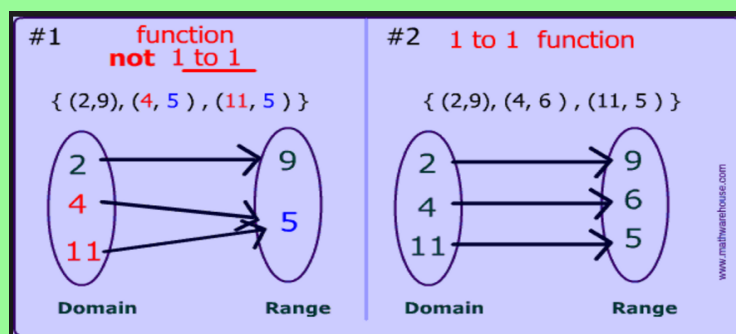 #1 function
not 1 to 1
{ (2,9), (4, 5 ) , (11, 5 ) }
2
4
11
9
5
Domain
Range
#2 1 to 1 function
{ (2,9), (4, 6 ) , (11, 5 ) }
2
4
11
9
6
5
Domain
Range
www.mathwarehouse.com